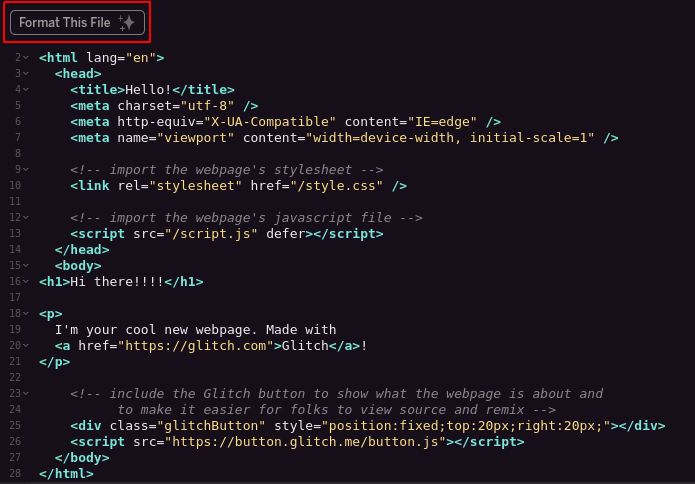 Format This File
2 <html lang="en">
3 <head>
4 <title>Hello!</title>
5 <meta charset="utf-8" />
6 <meta http-equiv="X-UA-Compatible" content="IE=edge" />
7 <meta name="viewport" content="width=device-width, initial-scale=1" />
8
9 <!-- import the webpage's stylesheet -->
10 <link rel="stylesheet" href="/style.css" />
11
12 <!-- import the webpage's javascript file -->
13 <script src="/script.js" defer></script>
14 </head>
15 <body>
16 <h1>Hi there!!!!</h1>
17
18 <p>
19 I'm your cool new webpage. Made with
20 <a href="https://glitch.com">Glitch</a>!
21 </p>
22
23 <!-- include the Glitch button to show what the webpage is about and
24 to make it easier for folks to view source and remix -->
25 <div class="glitchButton" style="position:fixed;top:20px;right:20px;"></div>
26 <script src="https://button.glitch.me/button.js"></script>
27 </body>
28 </html>